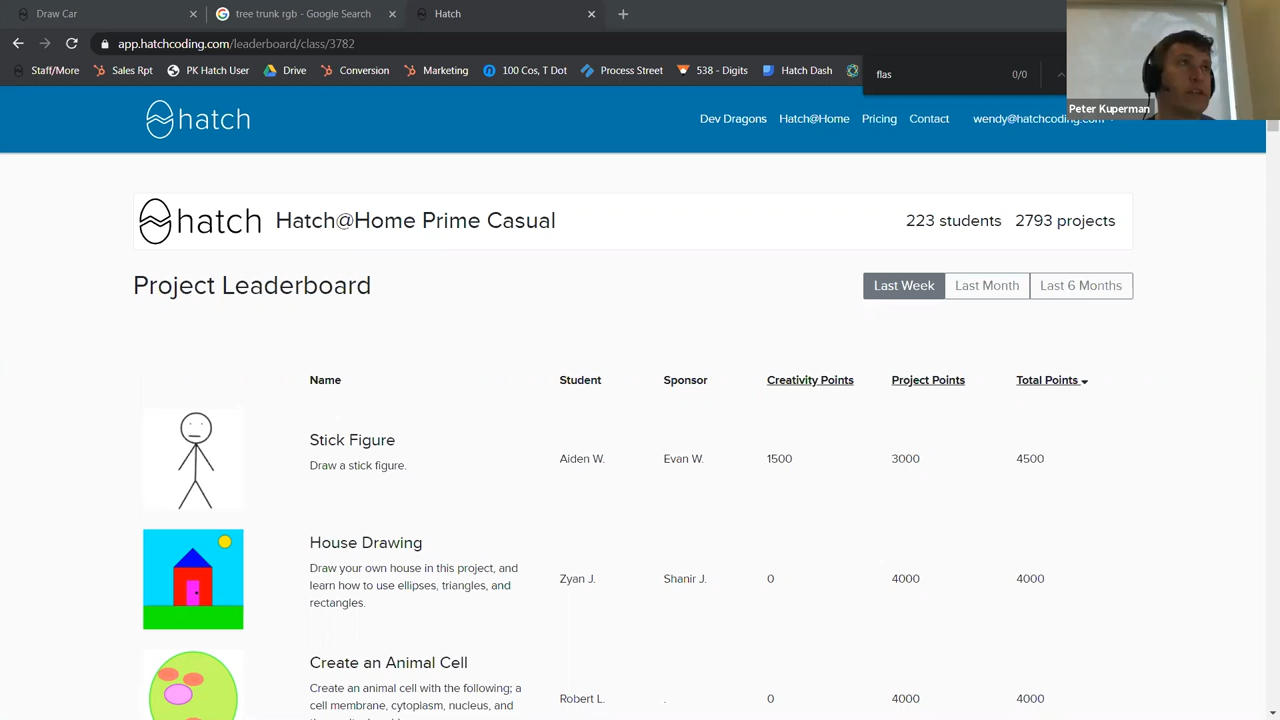 Draw Car
tree trunk rgb - Google Search
Hatch
app.hatchcoding.com/leaderboard/class/3782
Staff/More
Sales Rpt
PK Hatch User
Drive
Conversion
Marketing
100 Cos, T Dot
Process Street
538 - Digits
Hatch Dash
flas
0/0
Peter Kuperman
hatch
Dev Dragons
Hatch@Home
Pricing
Contact
wendy@hatchcoding.com
hatch
Hatch@Home Prime Casual
223 students
2793 projects
Project Leaderboard
Last Week
Last Month
Last 6 Months
Name
Student
Sponsor
Creativity Points
Project Points
Total Points
Stick Figure
Draw a stick figure.
Aiden W.
Evan W.
1500
3000
4500
House Drawing
Draw your own house in this project, and
learn how to use ellipses, triangles, and
rectangles.
Zyan J.
Shanir J.
0
4000
4000
Create an Animal Cell
Create an animal cell with the following; a
cell membrane, cytoplasm, nucleus, and
Robert L.
.
0
4000
4000